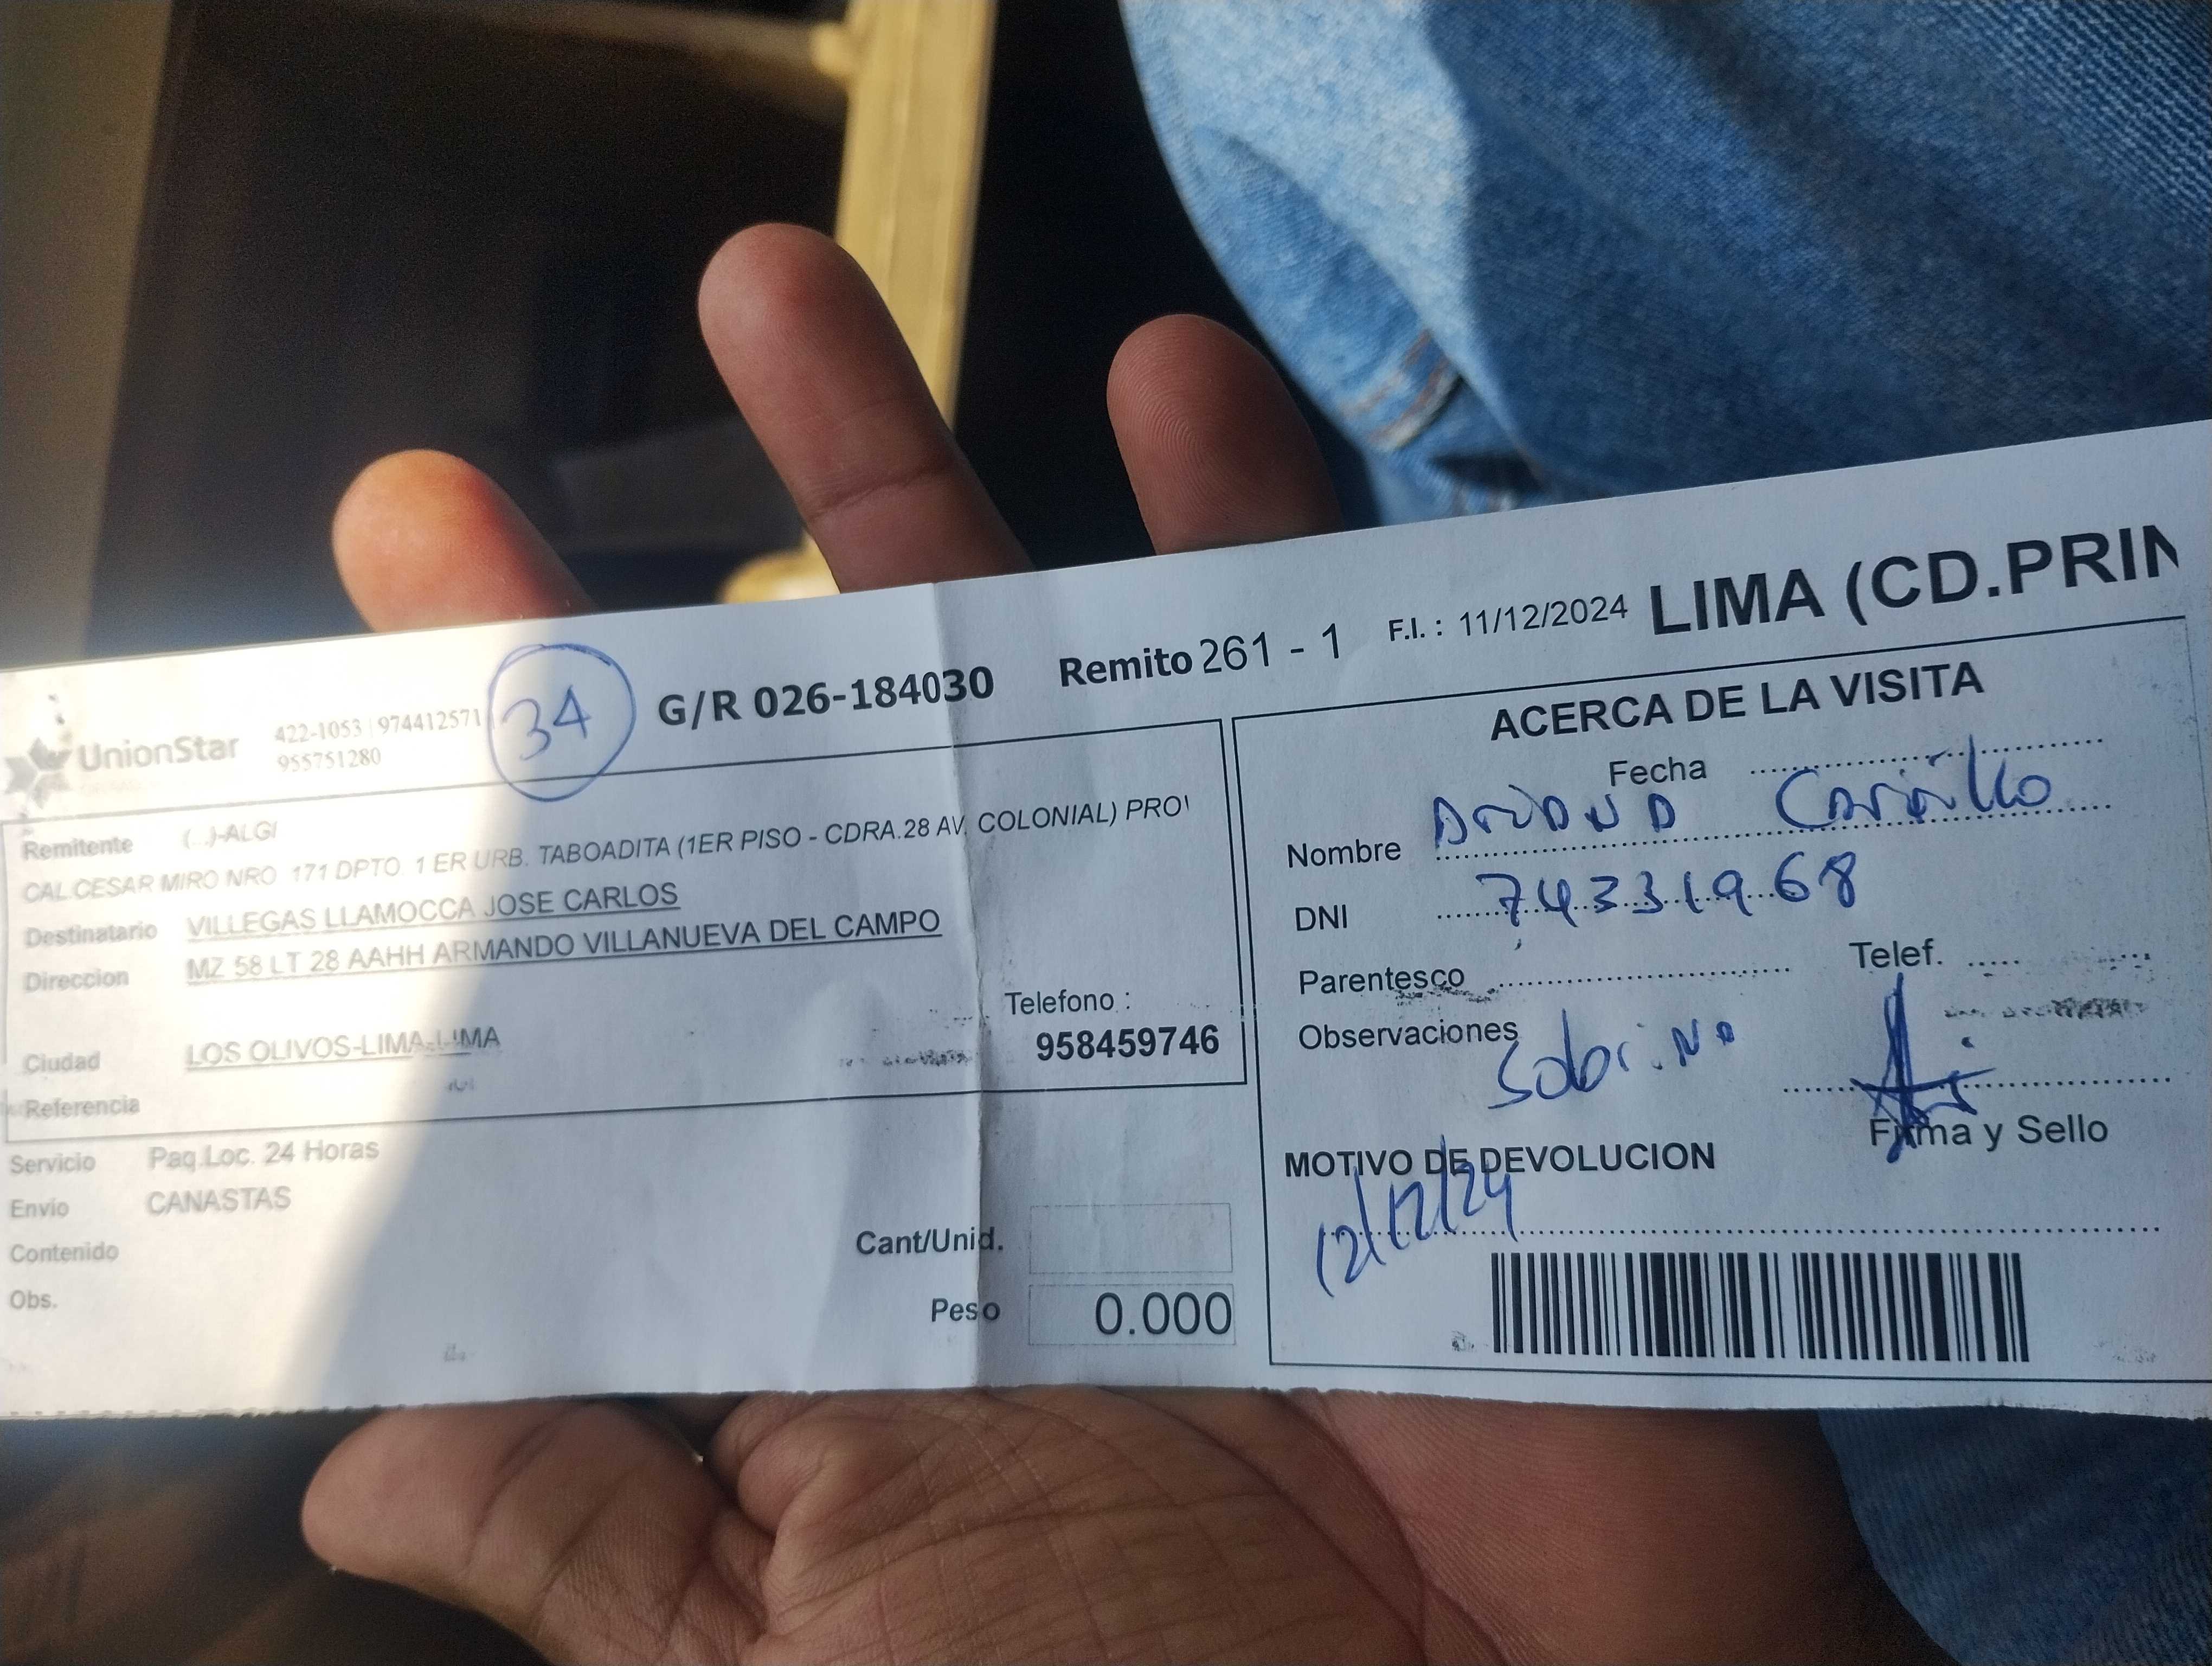 UnionStar
422-1053 | 974412571
955751280
34
G/R 026-184030
Remito 261 - 1
F.I. : 11/12/2024
LIMA (CD.PRIN
Remitente (...)-ALGI
CAL.CESAR MIRO NRO 171 DPTO. 1 ER URB. TABOADITA (1ER PISO - CDRA.28 AV. COLONIAL) PRO
Destinatario VILLEGAS LLAMOCCA JOSE CARLOS
Direccion MZ 58 LT 28 AAHH ARMANDO VILLANUEVA DEL CAMPO
Telefono :
958459746
Ciudad LOS OLIVOS-LIMA-LIMA
Referencia
Servicio Paq.Loc. 24 Horas
Envio CANASTAS
Contenido
Obs.
Cant/Unid.
Peso 0.000
ACERCA DE LA VISITA
Fecha
Nombre Carrillo
DNI 74331968
Parentesco
Telef.
Observaciones
Sobrino
Firma y Sello
MOTIVO DE DEVOLUCION
12/12/24